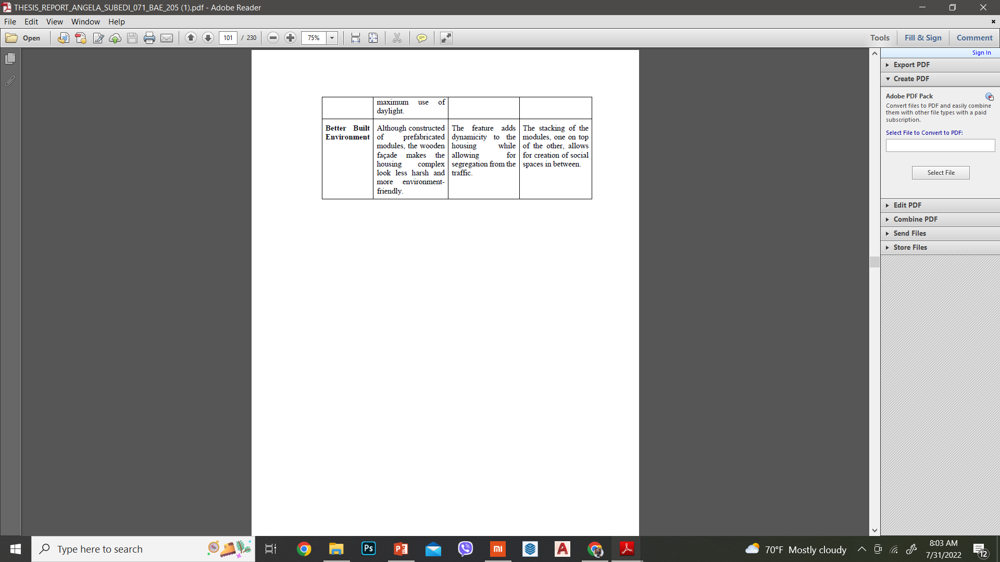 THESIS_REPORT_ANGELA_SUBEDI_071_BAE_205 (1).pdf - Adobe Reader
File Edit View Window Help
Open 101 / 230 75% Tools Fill & Sign Comment
Sign In
Export PDF
Create PDF
Adobe PDF Pack
Convert files to PDF and easily combine
them with other file types with a paid
subscription.
Select File to Convert to PDF:
Select File
Edit PDF
Combine PDF
Send Files
Store Files
maximum use of
daylight.
Better Built
Environment
Although constructed
of prefabricated
modules, the wooden
façade makes the
housing complex
look less harsh and
more environment-
friendly.
The feature adds
dynamicity to the
housing while
allowing for
segregation from the
traffic.
The stacking of the
modules, one on top
of the other, allows
for creation of social
spaces in between.
Type here to search
Ps
P
mi
A
70°F Mostly cloudy
8:03 AM
7/31/2022
12